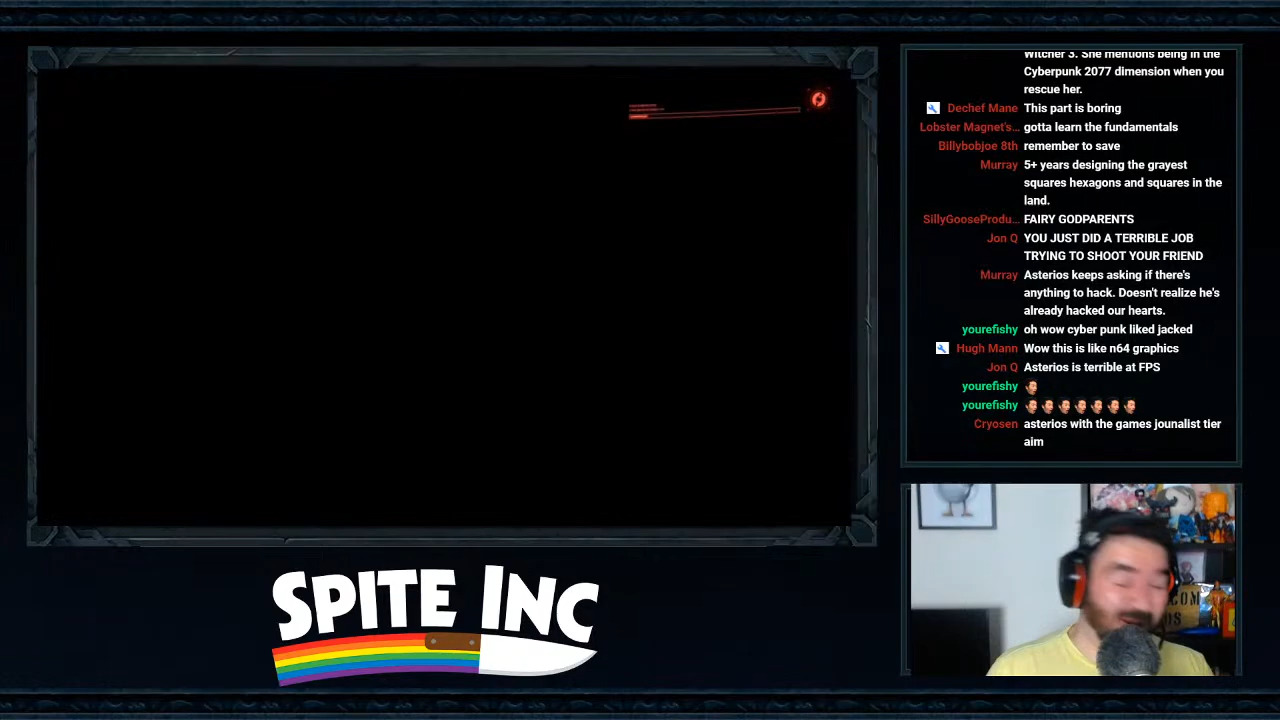 Witcher 3. She mentions being in the
Cyberpunk 2077 dimension when you
rescue her.
Dechef Mane This part is boring
Lobster Magnet's... gotta learn the fundamentals
Billybobjoe 8th remember to save
Murray 5+ years designing the grayest
squares hexagons and squares in the
land.
SillyGooseProdu... FAIRY GODPARENTS
Jon Q YOU JUST DID A TERRIBLE JOB
TRYING TO SHOOT YOUR FRIEND
Murray Asterios keeps asking if there's
anything to hack. Doesn't realize he's
already hacked our hearts.
yourefishy oh wow cyber punk liked jacked
Hugh Mann Wow this is like n64 graphics
Jon Q Asterios is terrible at FPS
yourefishy
yourefishy
Cryosen asterios with the games jounalist tier
aim
SPITE INC